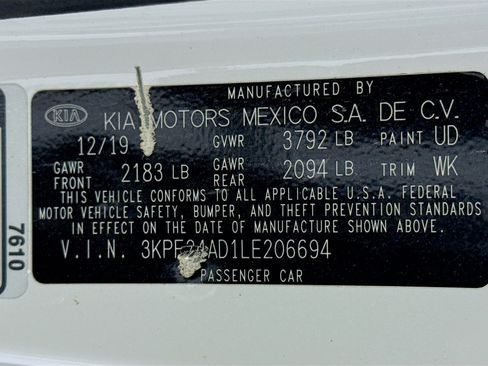 MANUFACTURED BY
KIA KIA MOTORS MEXICO S.A. DE C.V.
12/19 GVWR 3792 LB PAINT UD
GAWR FRONT 2183 LB GAWR REAR 2094 LB TRIM WK
THIS VEHICLE CONFORMS TO ALL APPLICABLE U.S.A. FEDERAL
MOTOR VEHICLE SAFETY, BUMPER, AND THEFT PREVENTION STANDARDS
IN EFFECT ON THE DATE OF MANUFACTURE SHOWN ABOVE.
V.I.N.
PASSENGER CAR
7610